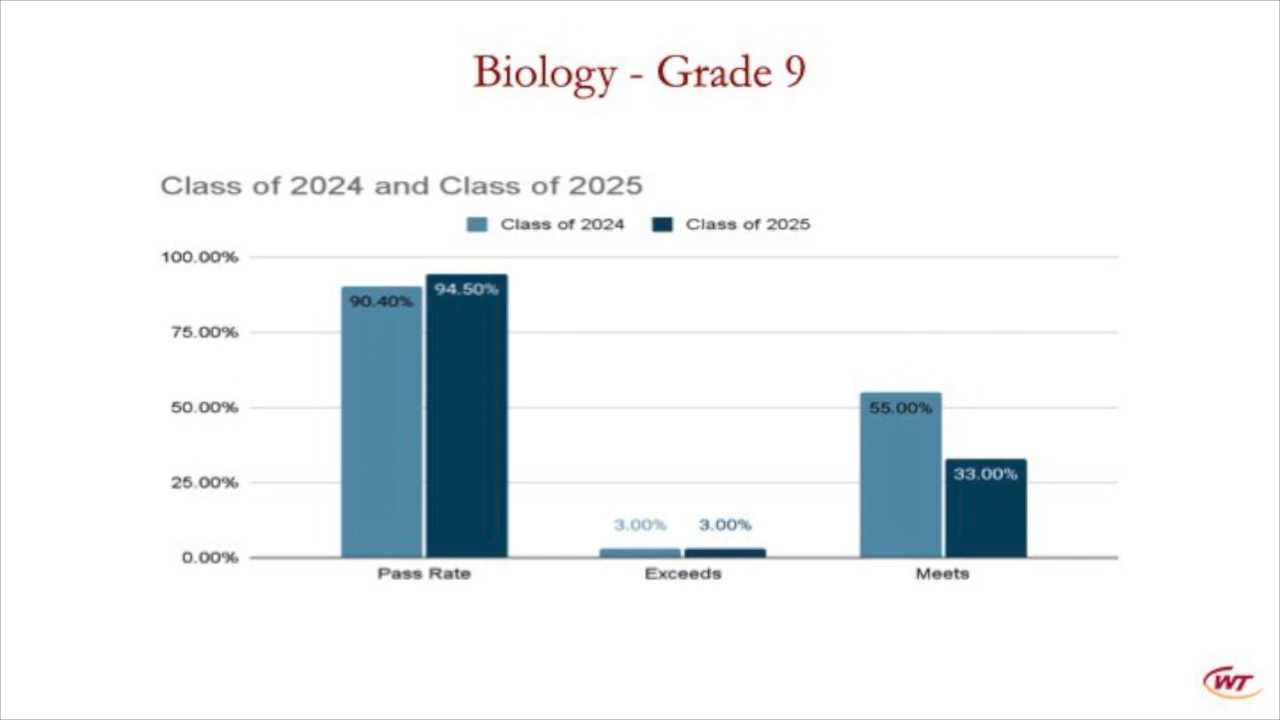 Biology - Grade 9
Class of 2024 and Class of 2025
Class of 2024 Class of 2025
100.00%
90.40% 94.50%
75.00%
50.00%
55.00%
33.00%
25.00%
3.00% 3.00%
0.00%
Pass Rate Exceeds Meets
WT